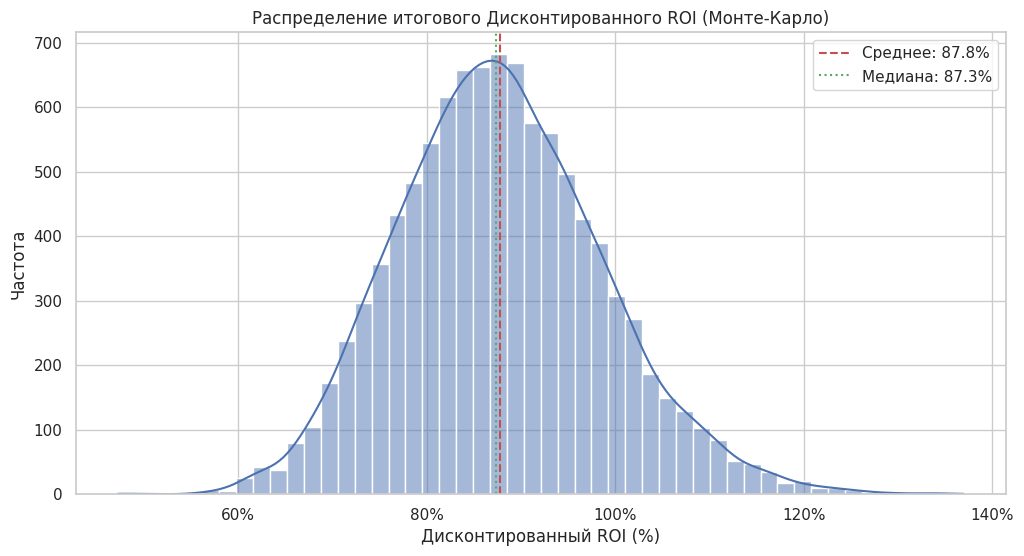 Распределение итогового Дисконтированного ROI (Монте-Карло)
Среднее: 87.8%
Медиана: 87.3%
Частота
700
600
500
400
300
200
100
0
60%
80%
100%
120%
140%
Дисконтированный ROI (%)